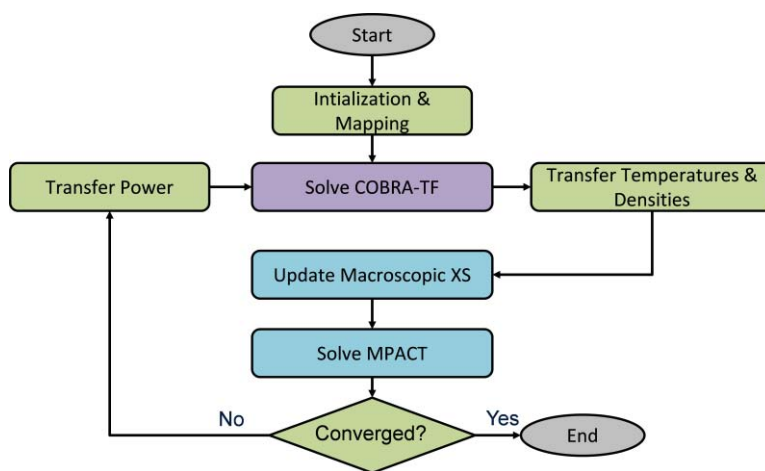 Start
Intialization &
Mapping
Transfer Power
Solve COBRA-TF
Transfer Temperatures &
Densities
Update Macroscopic XS
Solve MPACT
No
Converged?
Yes
End